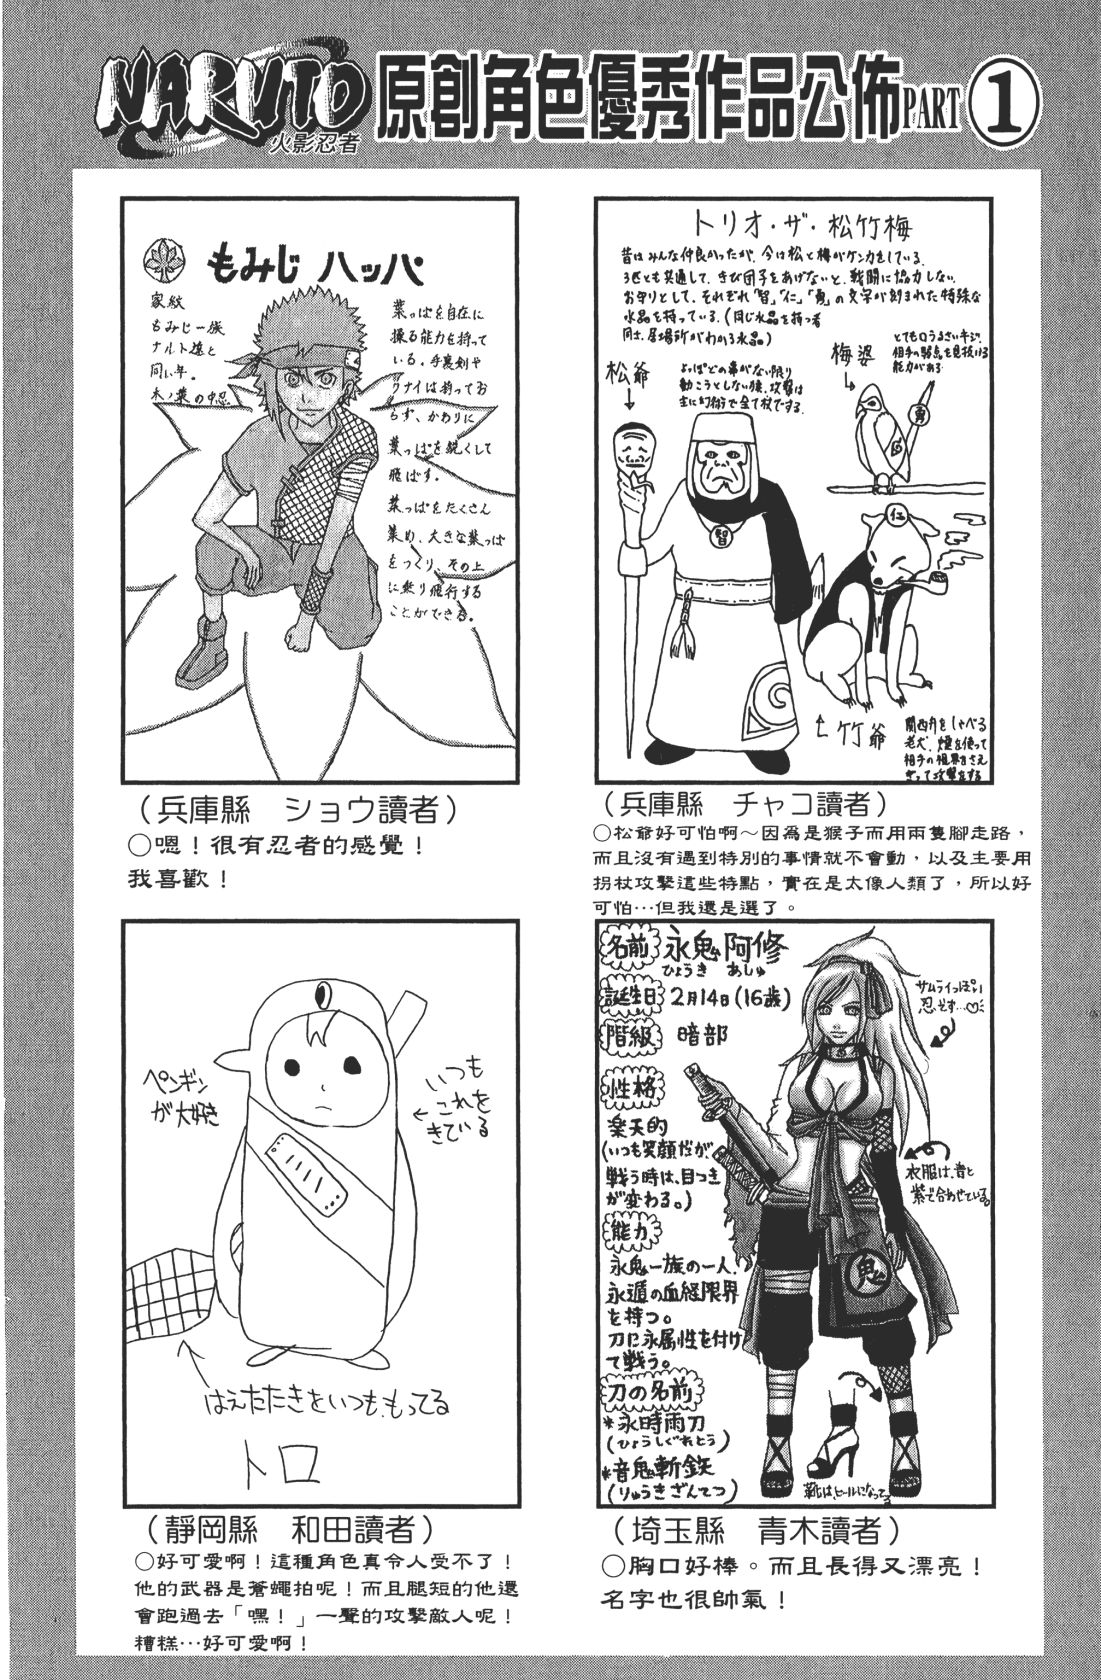 NARUTO
火影忍者
原創角色優秀作品公佈PART①
もみじ ハッパ
家紋
もみじ一族
ナルト達と
同い年。
木ノ葉の中忍
葉っぱを自在に
操る能力を持って
いる。手裏剣や
クナイは持ってお
らず、かわりに
葉っぱを鋭くして
飛ばす。
葉っぱをたくさん
集め、大きな葉っぱ
をつくり、その上
に乗り飛行する
ことができる。
(兵庫縣　ショウ讀者)
○嗯！很有忍者的感覺！
我喜歡！
トリオ・ザ・松竹梅
昔はみんな仲良かったが、今は松と梅がケンカをしている。
3匹とも共通して、きび団子をあげないと、戦闘に協力しない。
お守りとして、それぞれ「智」「仁」「勇」の文字が刻まれた特殊な
水晶を持っている。(同じ水晶を持つ者
同士、居場所がわかる水晶)
松爺
よっぽどの事がない限り
動こうとしない猿、攻撃は
主に幻術で全て杖でする。
梅婆
とても口うるさいキジ。
相手の弱点を見抜ける
能力がある
勇
智
仁
竹爺
関西弁をしゃべる
老犬、煙を使って
相手の視界をさえ
ぎって攻撃をする
(兵庫縣　チャコ讀者)
○松爺好可怕啊～因為是猴子而用兩隻腳走路，
而且沒有遇到特別的事情就不會動，以及主要用
拐杖攻擊這些特點，實在是太像人類了，所以好
可怕…但我還是選了。
ペンギン
が大好き
いつも
これを
きている
はえたたきをいつももってる
トロ
(靜岡縣　和田讀者)
○好可愛啊！這種角色真令人受不了！
他的武器是蒼蠅拍呢！而且腿短的他還
會跑過去「嘿！」一聲的攻擊敵人呢！
糟糕…好可愛啊！
名前 氷鬼阿修
ひょうき あしゅ
誕生日 2月14日(16歳)
階級 暗部
性格
楽天的
(いつも笑顔だが
戦う時は、目つき
が変わる。)
能力
氷鬼一族の一人。
氷遁の血経限界
を持つ。
刀に氷属性を付け
て戦う。
刀の名前
*氷時雨刀
(ひょうしぐれとう)
*音鬼斬鉄
(りゅうきざんてつ)
サムライっぽい
忍です…♡
衣服は、青と
紫で合わせている。
鬼
靴は、ヒールになってる
(埼玉縣　青木讀者)
○胸口好棒。而且長得又漂亮！
名字也很帥氣！